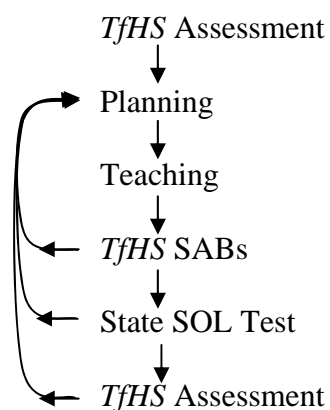 TfHS Assessment
Planning
Teaching
TfHS SABs
State SOL Test
TfHS Assessment